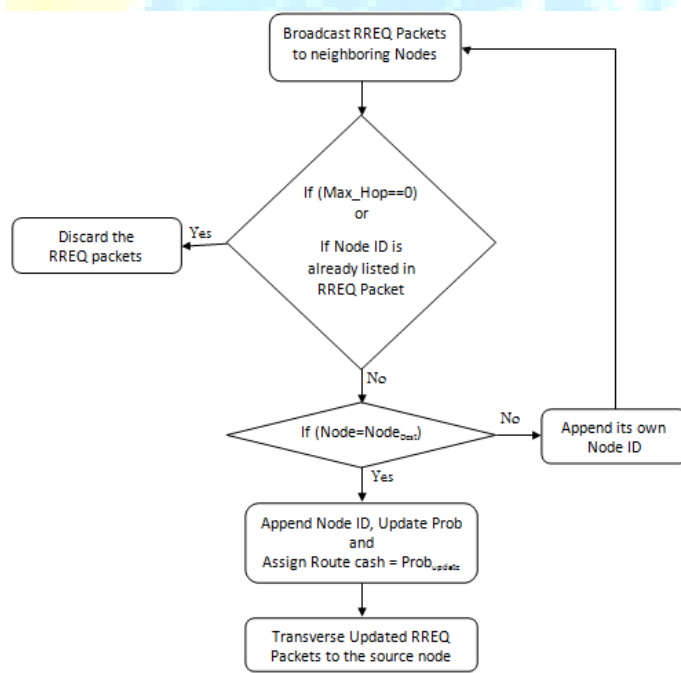 Broadcast RREQ Packets
to neighboring Nodes
If (Max_Hop==0)
or
If Node ID is
already listed in
RREQ Packet
Yes
Discard the
RREQ packets
No
If (Node=Node_Dest)
No
Append its own
Node ID
Yes
Append Node ID, Update Prob
and
Assign Route cash = Prob_update
Transverse Updated RREQ
Packets to the source node